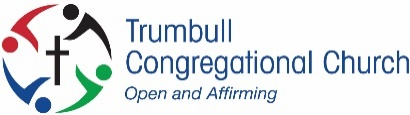 Trumbull
Congregational Church
Open and Affirming